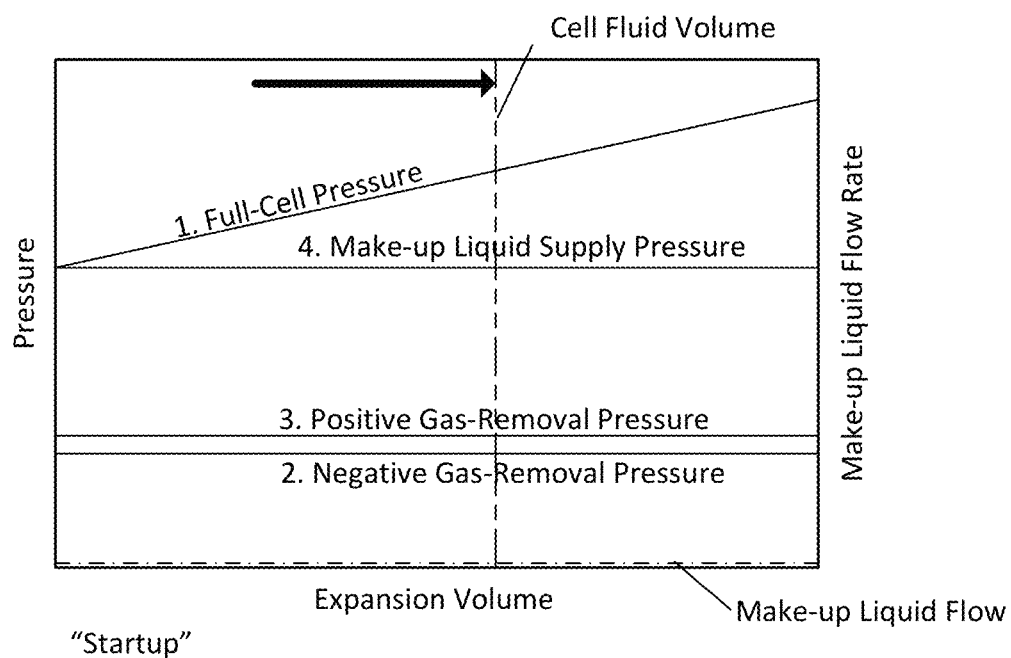 Cell Fluid Volume
1. Full-Cell Pressure
4. Make-up Liquid Supply Pressure
Pressure
Make-up Liquid Flow Rate
3. Positive Gas-Removal Pressure
2. Negative Gas-Removal Pressure
Expansion Volume
Make-up Liquid Flow
“Startup”